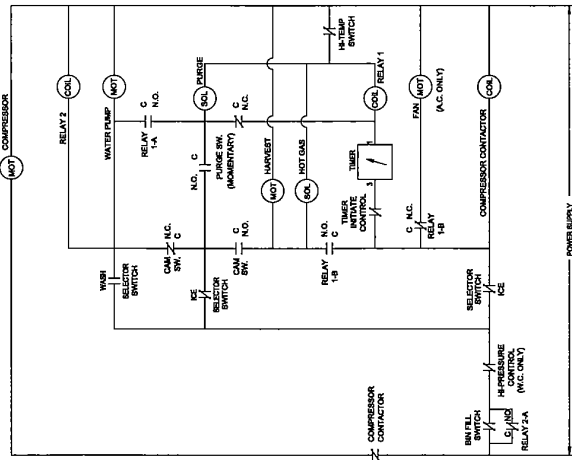 COMPRESSOR
MOT
RELAY 2
COIL
WATER PUMP
MOT
C
N.O.
RELAY
1-A
PURGE
SOL
HI-TEMP
SWITCH
C
N.O.
PURGE SW.
(MOMENTARY)
C
N.C.
RELAY 1
COIL
HARVEST
MOT
HOT GAS
SOL
TIMER
1
3
TIMER
INITIATE
CONTROL
FAN
MOT
(A.C. ONLY)
C
N.C.
RELAY
1-B
COMPRESSOR CONTACTOR
COIL
WASH
SELECTOR
SWITCH
CAM
SW.
N.C.
C
ICE
SELECTOR
SWITCH
CAM
SW.
N.O.
C
RELAY
1-B
N.O.
C
SELECTOR
SWITCH
ICE
HI-PRESSURE
CONTROL
(W.C. ONLY)
COMPRESSOR
CONTACTOR
BIN FILL
SWITCH
C
NO
RELAY 2-A
POWER SUPPLY